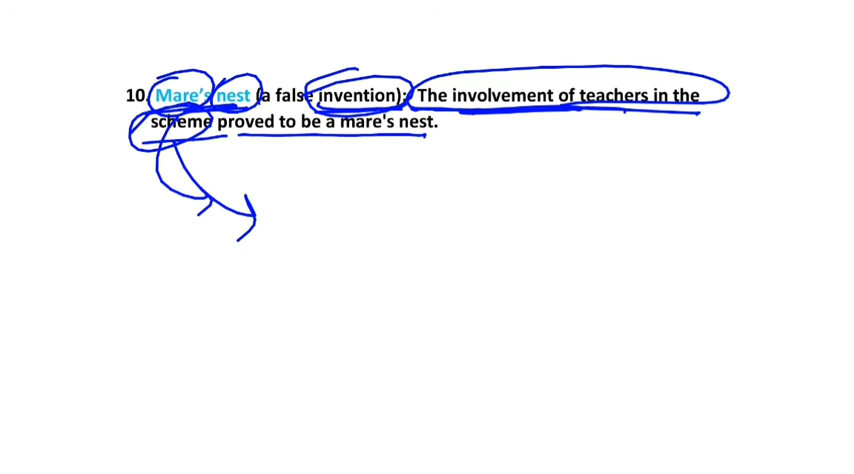 10. Mare's nest (a false invention); The involvement of teachers in the
scheme proved to be a mare's nest.